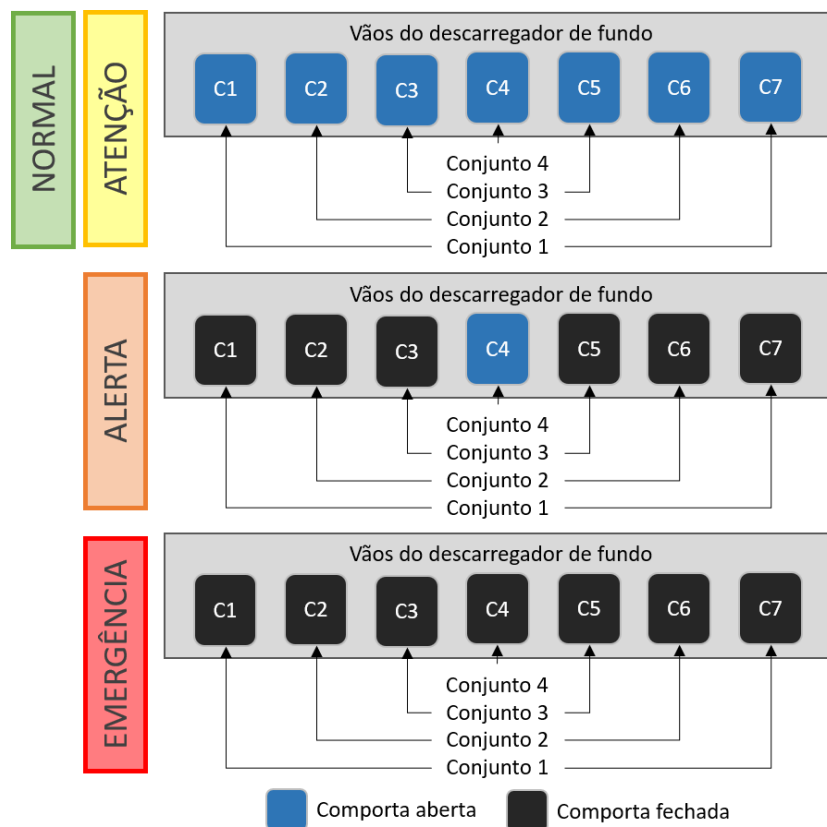 NORMAL
ATENÇÃO
Vãos do descarregador de fundo
C1 C2 C3 C4 C5 C6 C7
Conjunto 4
Conjunto 3
Conjunto 2
Conjunto 1
ALERTA
Vãos do descarregador de fundo
C1 C2 C3 C4 C5 C6 C7
Conjunto 4
Conjunto 3
Conjunto 2
Conjunto 1
EMERGÊNCIA
Vãos do descarregador de fundo
C1 C2 C3 C4 C5 C6 C7
Conjunto 4
Conjunto 3
Conjunto 2
Conjunto 1
Comporta aberta
Comporta fechada